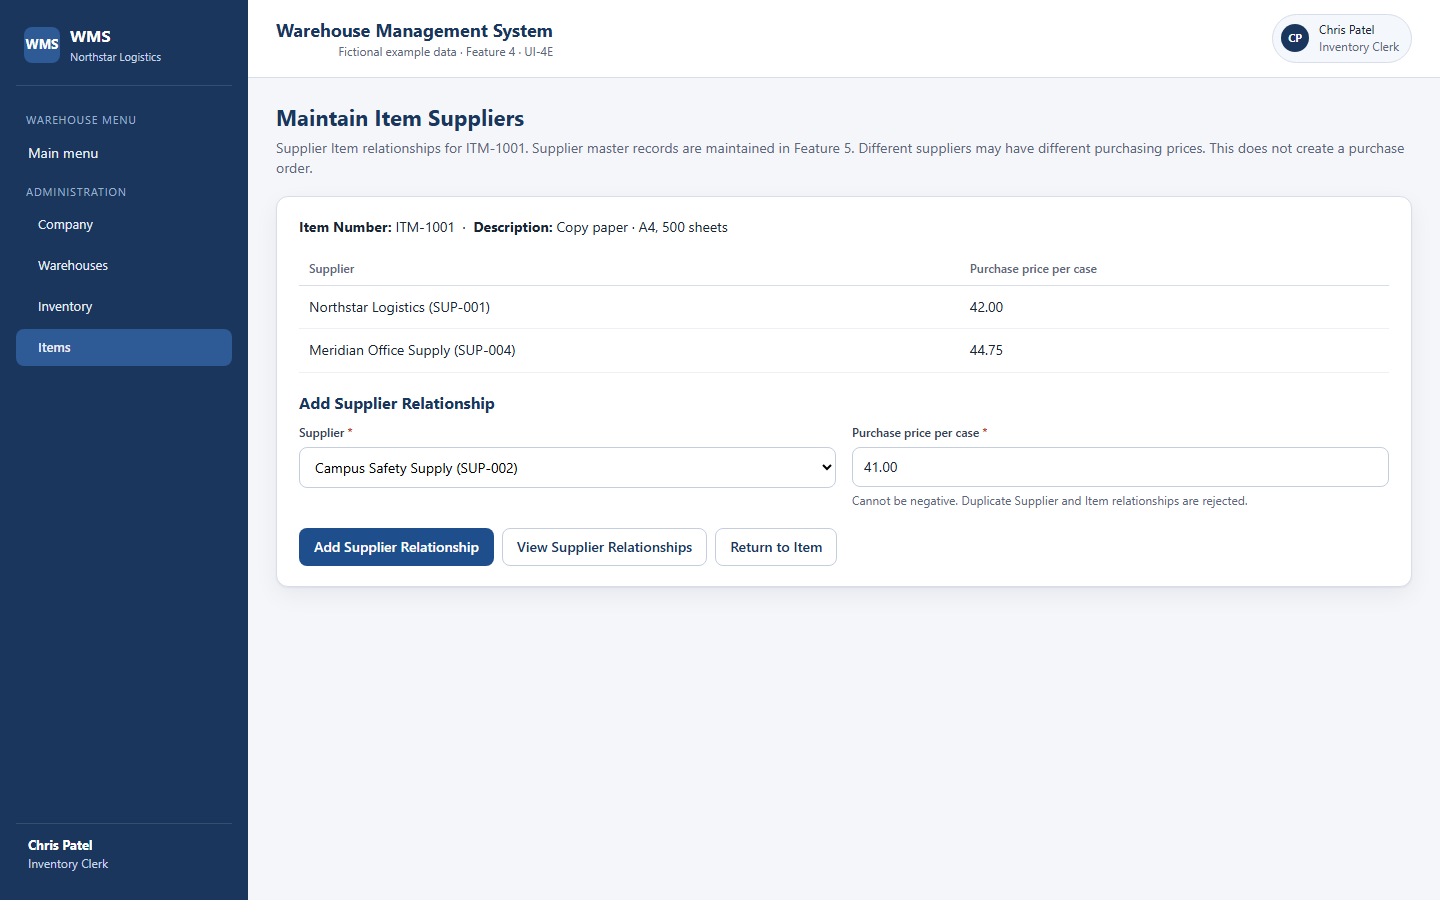 WMS
WMS
Northstar Logistics
WAREHOUSE MENU
Main menu
ADMINISTRATION
Company
Warehouses
Inventory
Items
Chris Patel
Inventory Clerk
Warehouse Management System
Fictional example data · Feature 4 · UI-4E
CP
Chris Patel
Inventory Clerk
Maintain Item Suppliers
Supplier Item relationships for ITM-1001. Supplier master records are maintained in Feature 5. Different suppliers may have different purchasing prices. This does not create a purchase
order.
Item Number: ITM-1001 · Description: Copy paper · A4, 500 sheets
Supplier Purchase price per case
Northstar Logistics (SUP-001) 42.00
Meridian Office Supply (SUP-004) 44.75
Add Supplier Relationship
Supplier * Purchase price per case *
Campus Safety Supply (SUP-002) 41.00
Cannot be negative. Duplicate Supplier and Item relationships are rejected.
Add Supplier Relationship View Supplier Relationships Return to Item